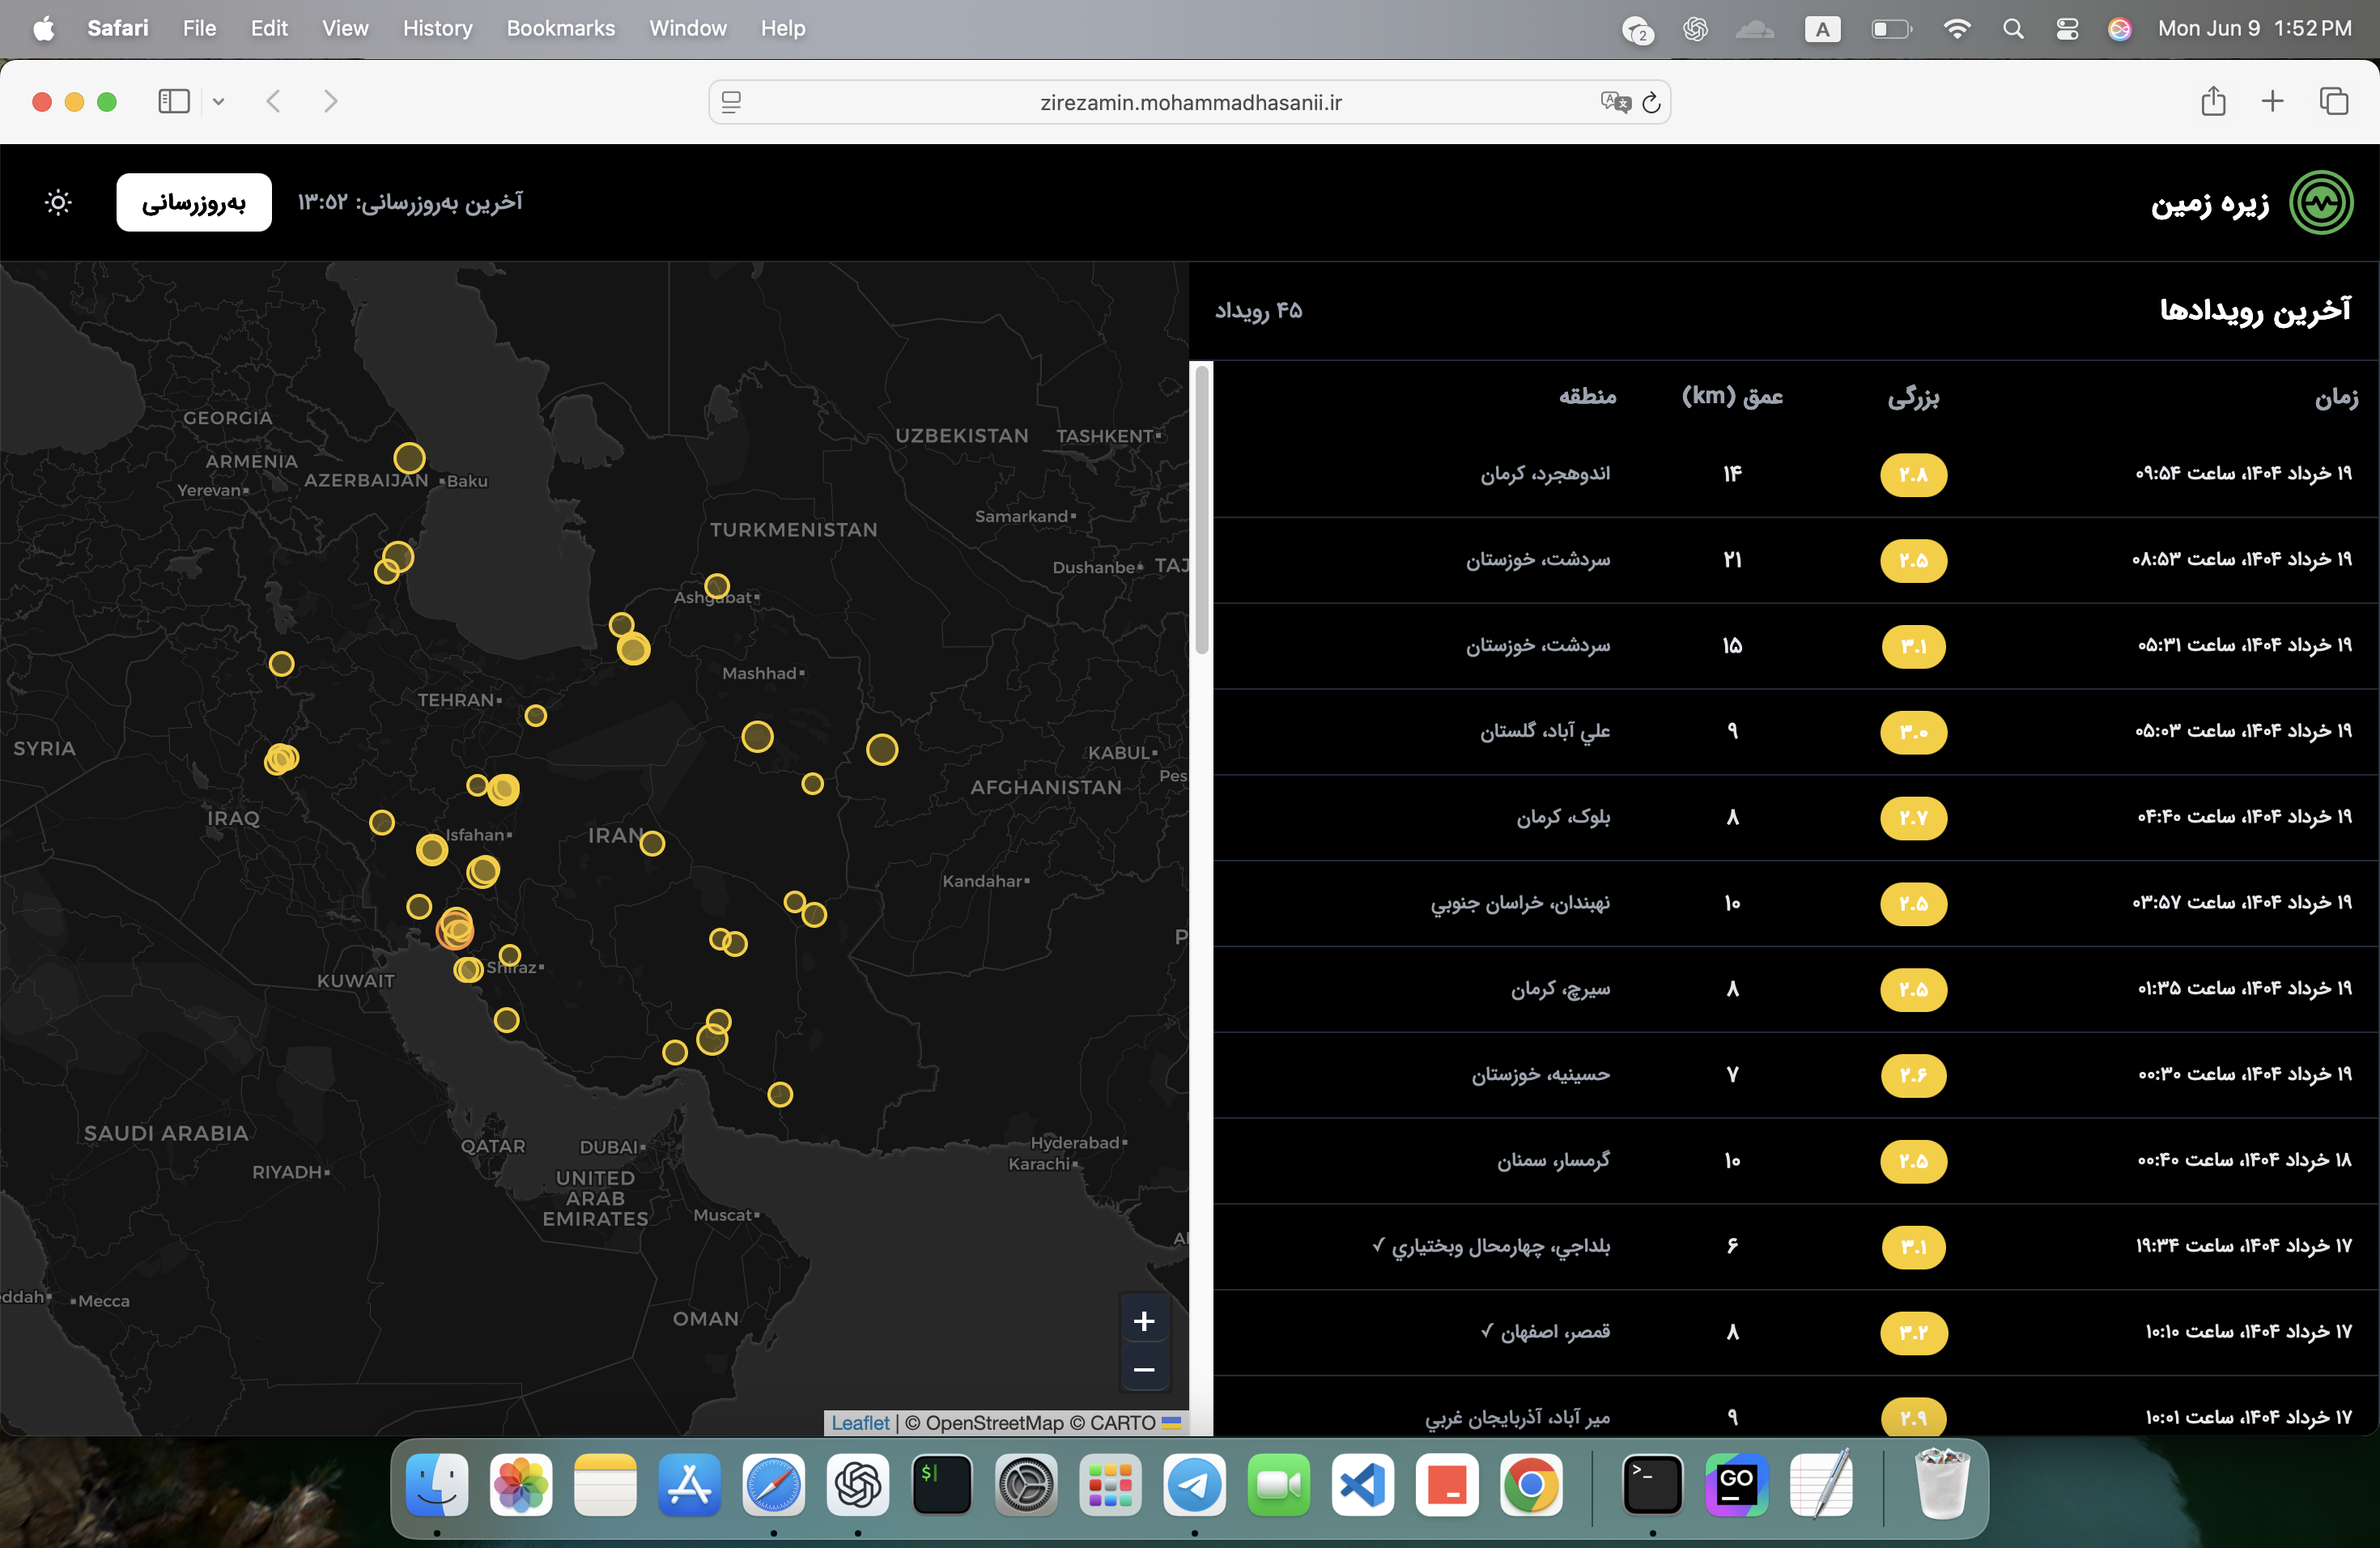 Safari File Edit View History Bookmarks Window Help
2
A
Mon Jun 9 1:52 PM
zirezamin.mohammadhasanii.ir
زیره زمین
آخرین به‌روزرسانی: ۱۳:۵۲
به‌روزرسانی
آخرین رویدادها
۴۵ رویداد
زمان بزرگی عمق (km) منطقه
۱۹ خرداد ۱۴۰۴، ساعت ۰۹:۵۴ ۲.۸ ۱۴ اندوهجرد، کرمان
۱۹ خرداد ۱۴۰۴، ساعت ۰۸:۵۳ ۲.۵ ۲۱ سردشت، خوزستان
۱۹ خرداد ۱۴۰۴، ساعت ۰۵:۳۱ ۳.۱ ۱۵ سردشت، خوزستان
۱۹ خرداد ۱۴۰۴، ساعت ۰۵:۰۳ ۳.۰ ۹ علي آباد، گلستان
۱۹ خرداد ۱۴۰۴، ساعت ۰۴:۴۰ ۲.۷ ۸ بلوک، کرمان
۱۹ خرداد ۱۴۰۴، ساعت ۰۳:۵۷ ۲.۵ ۱۰ نهبندان، خراسان جنوبي
۱۹ خرداد ۱۴۰۴، ساعت ۰۱:۳۵ ۲.۵ ۸ سیرچ، کرمان
۱۹ خرداد ۱۴۰۴، ساعت ۰۰:۳۰ ۲.۶ ۷ حسینیه، خوزستان
۱۸ خرداد ۱۴۰۴، ساعت ۰۰:۴۰ ۲.۵ ۱۰ گرمسار، سمنان
۱۷ خرداد ۱۴۰۴، ساعت ۱۹:۳۴ ۳.۱ ۶ بلداجي، چهارمحال وبختیاري ✓
۱۷ خرداد ۱۴۰۴، ساعت ۱۰:۱۰ ۳.۲ ۸ قمصر، اصفهان ✓
۱۷ خرداد ۱۴۰۴، ساعت ۱۰:۰۱ ۲.۹ ۹ میر آباد، آذربایجان غربي
GEORGIA
UZBEKISTAN TASHKENT
ARMENIA
AZERBAIJAN Baku
Yerevan
Samarkand
TURKMENISTAN
Dushanbe TAJ
Ashgabat
Mashhad
TEHRAN
SYRIA
KABUL
Pes
AFGHANISTAN
IRAQ
Isfahan
IRAN
Kandahar
P
Shiraz
KUWAIT
SAUDI ARABIA
QATAR
DUBAI
Hyderabad
Karachi
RIYADH
UNITED
ARAB
EMIRATES
Muscat
eddah Mecca
OMAN
+
−
Leaflet | © OpenStreetMap © CARTO
$
>_
GO